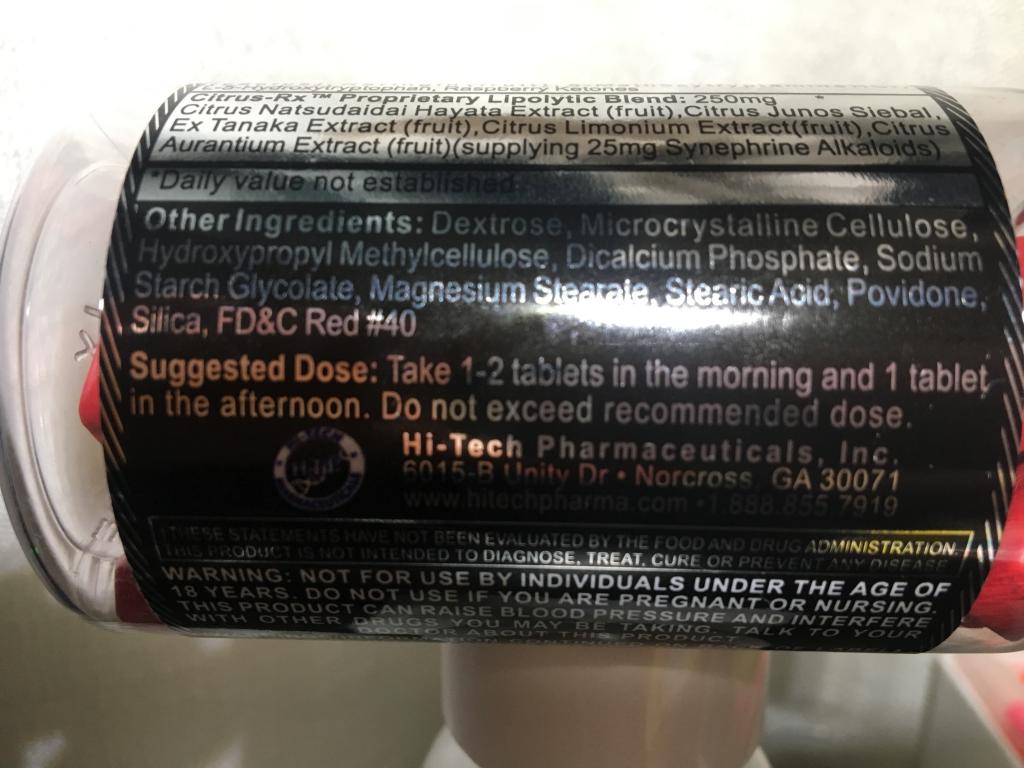 L-5-Hydroxytryptophan, Raspberry Ketones
Citrus-Rx™ Proprietary Lipolytic Blend: 250mg *
Citrus Natsudaidai Hayata Extract (fruit),Citrus Junos Siebal,
Ex Tanaka Extract (fruit),Citrus Limonium Extract(fruit),Citrus
Aurantium Extract (fruit)(supplying 25mg Synephrine Alkaloids)
*Daily value not established
Other Ingredients: Dextrose, Microcrystalline Cellulose,
Hydroxypropyl Methylcellulose, Dicalcium Phosphate, Sodium
Starch Glycolate, Magnesium Stearate, Stearic Acid, Povidone,
Silica, FD&C Red #40
Suggested Dose: Take 1-2 tablets in the morning and 1 tablet
in the afternoon. Do not exceed recommended dose.
Hi-Tech Pharmaceuticals, Inc.
6015-B Unity Dr • Norcross, GA 30071
www.hitechpharma.com • 1.888.855.7919
THESE STATEMENTS HAVE NOT BEEN EVALUATED BY THE FOOD AND DRUG ADMINISTRATION.
THIS PRODUCT IS NOT INTENDED TO DIAGNOSE, TREAT, CURE OR PREVENT ANY DISEASE
WARNING: NOT FOR USE BY INDIVIDUALS UNDER THE AGE OF
18 YEARS. DO NOT USE IF YOU ARE PREGNANT OR NURSING.
THIS PRODUCT CAN RAISE BLOOD PRESSURE AND INTERFERE
WITH OTHER DRUGS YOU MAY BE TAKING. TALK TO YOUR
DOCTOR ABOUT THIS PRODUCT.